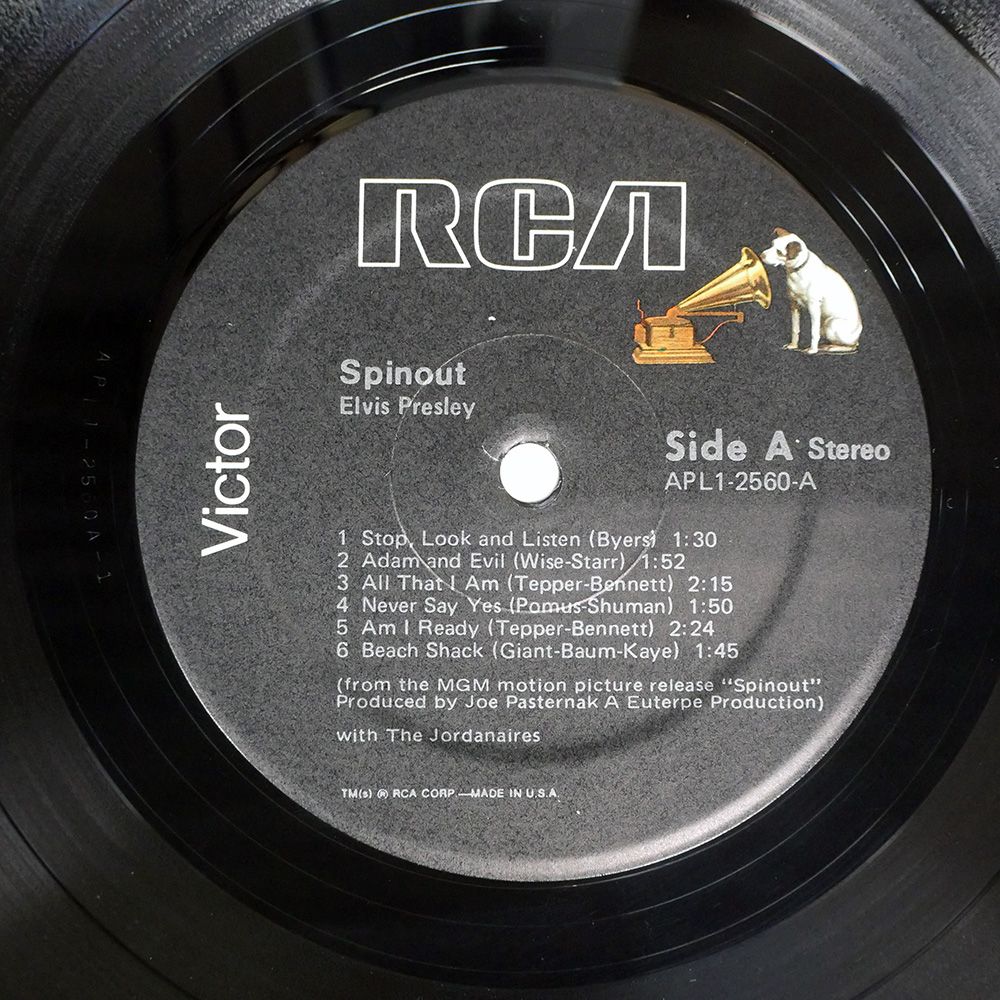 RCA
Victor
Spinout
Elvis Presley
Side A Stereo
APL1-2560-A
1 Stop, Look and Listen (Byers) 1:30
2 Adam and Evil (Wise-Starr) 1:52
3 All That I Am (Tepper-Bennett) 2:15
4 Never Say Yes (Pomus-Shuman) 1:50
5 Am I Ready (Tepper-Bennett) 2:24
6 Beach Shack (Giant-Baum-Kaye) 1:45
(from the MGM motion picture release "Spinout"
Produced by Joe Pasternak A Euterpe Production)
with The Jordanaires
TM(s) ® RCA CORP.—MADE IN U.S.A.
APL1-2560A-1